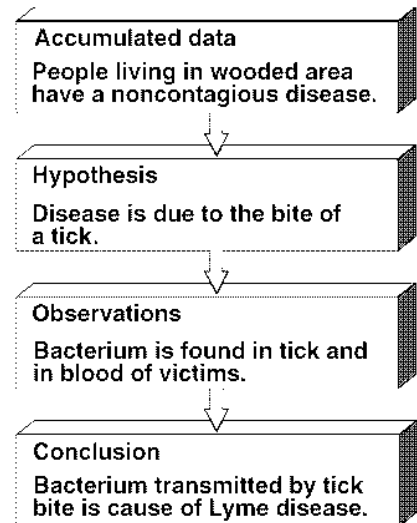 Accumulated data
People living in wooded area
have a noncontagious disease.
Hypothesis
Disease is due to the bite of
a tick.
Observations
Bacterium is found in tick and
in blood of victims.
Conclusion
Bacterium transmitted by tick
bite is cause of Lyme disease.